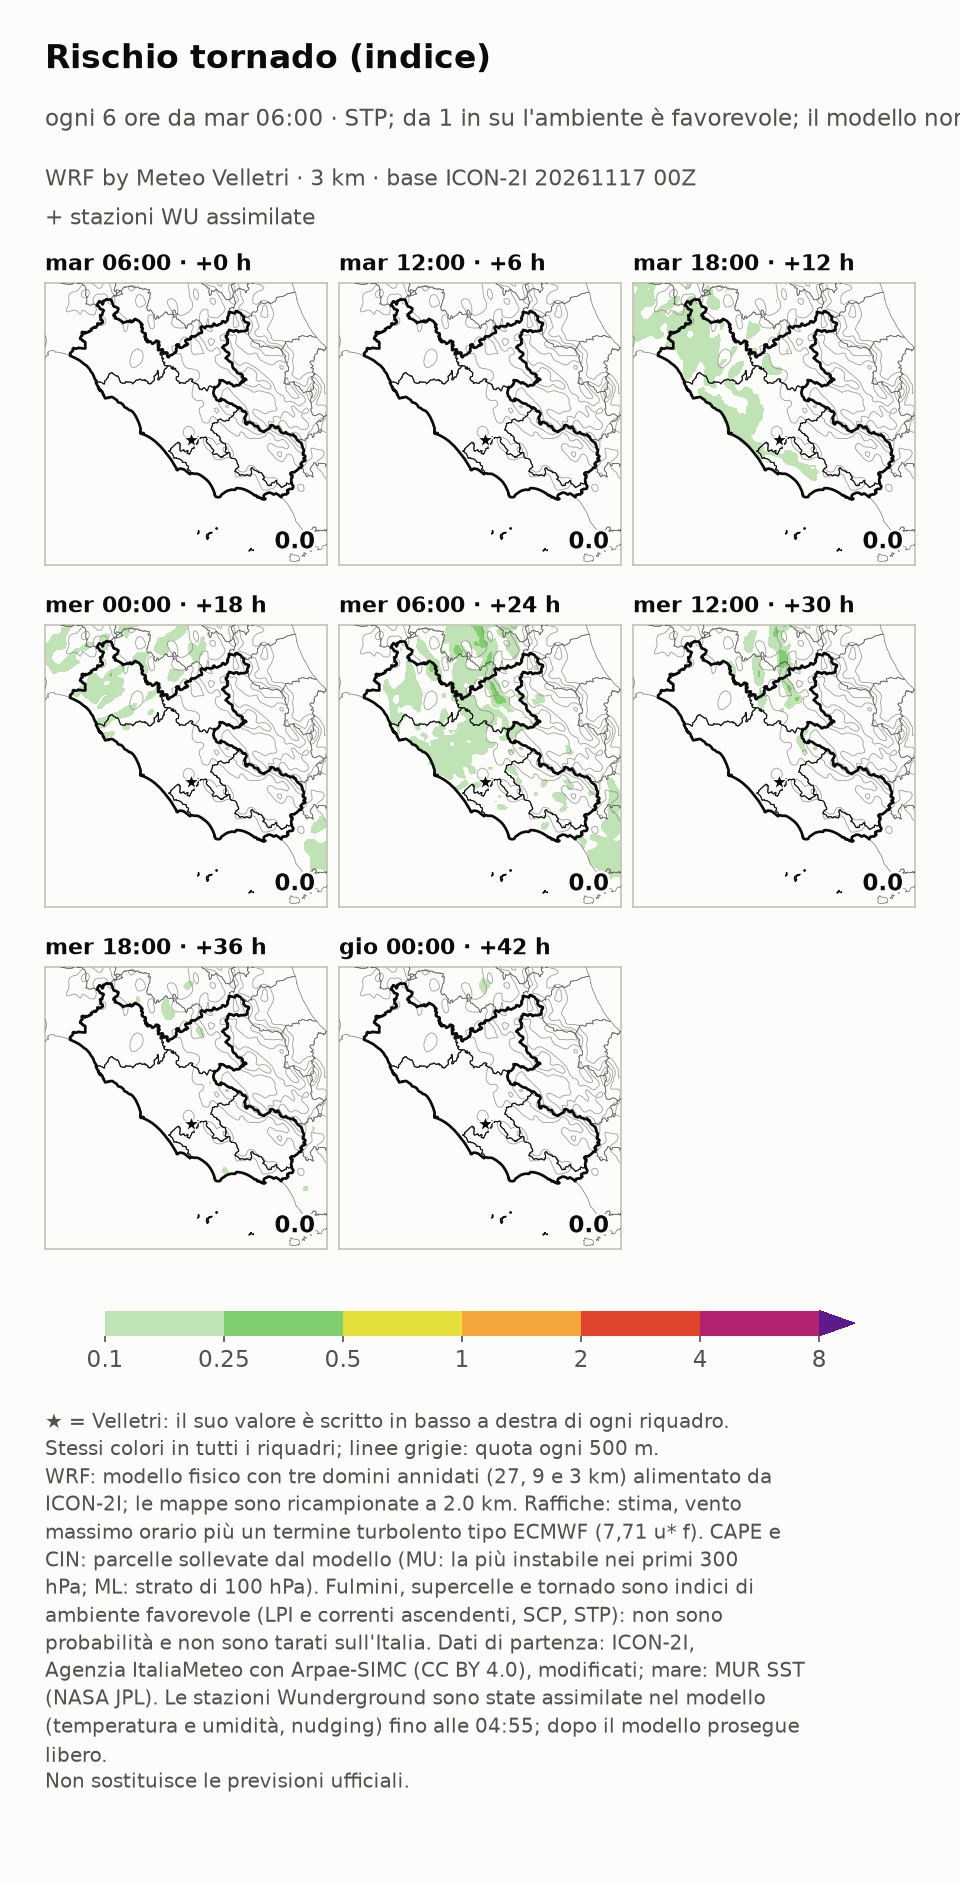 Rischio tornado (indice)
ogni 6 ore da mar 06:00 · STP; da 1 in su l'ambiente è favorevole; il modello non
WRF by Meteo Velletri · 3 km · base ICON-2I 20261117 00Z
+ stazioni WU assimilate
mar 06:00 · +0 h
mar 12:00 · +6 h
mar 18:00 · +12 h
0.0
0.0
0.0
mer 00:00 · +18 h
mer 06:00 · +24 h
mer 12:00 · +30 h
0.0
0.0
0.0
mer 18:00 · +36 h
gio 00:00 · +42 h
0.0
0.0
0.1
0.25
0.5
1
2
4
8
★ = Velletri: il suo valore è scritto in basso a destra di ogni riquadro.
Stessi colori in tutti i riquadri; linee grigie: quota ogni 500 m.
WRF: modello fisico con tre domini annidati (27, 9 e 3 km) alimentato da
ICON-2I; le mappe sono ricampionate a 2.0 km. Raffiche: stima, vento
massimo orario più un termine turbolento tipo ECMWF (7,71 u* f). CAPE e
CIN: parcelle sollevate dal modello (MU: la più instabile nei primi 300
hPa; ML: strato di 100 hPa). Fulmini, supercelle e tornado sono indici di
ambiente favorevole (LPI e correnti ascendenti, SCP, STP): non sono
probabilità e non sono tarati sull'Italia. Dati di partenza: ICON-2I,
Agenzia ItaliaMeteo con Arpae-SIMC (CC BY 4.0), modificati; mare: MUR SST
(NASA JPL). Le stazioni Wunderground sono state assimilate nel modello
(temperatura e umidità, nudging) fino alle 04:55; dopo il modello prosegue
libero.
Non sostituisce le previsioni ufficiali.